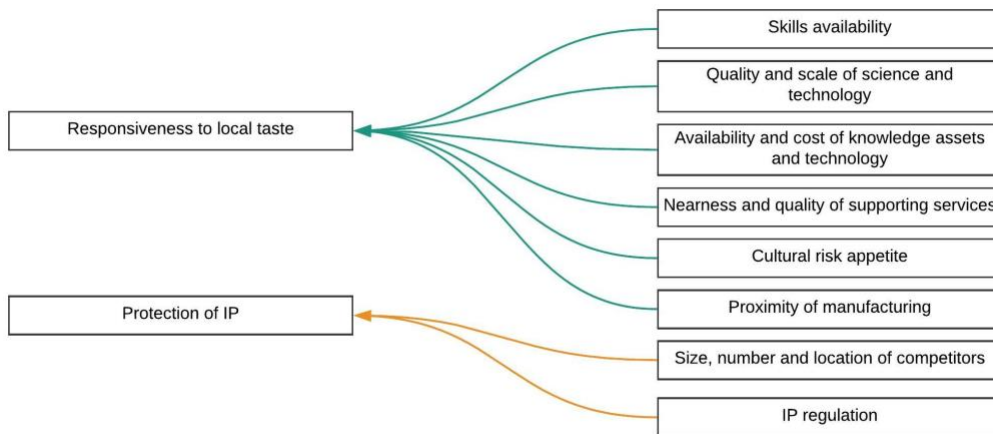 Skills availability
Quality and scale of science and
technology
Responsiveness to local taste
Availability and cost of knowledge assets
and technology
Nearness and quality of supporting services
Cultural risk appetite
Protection of IP
Proximity of manufacturing
Size, number and location of competitors
IP regulation